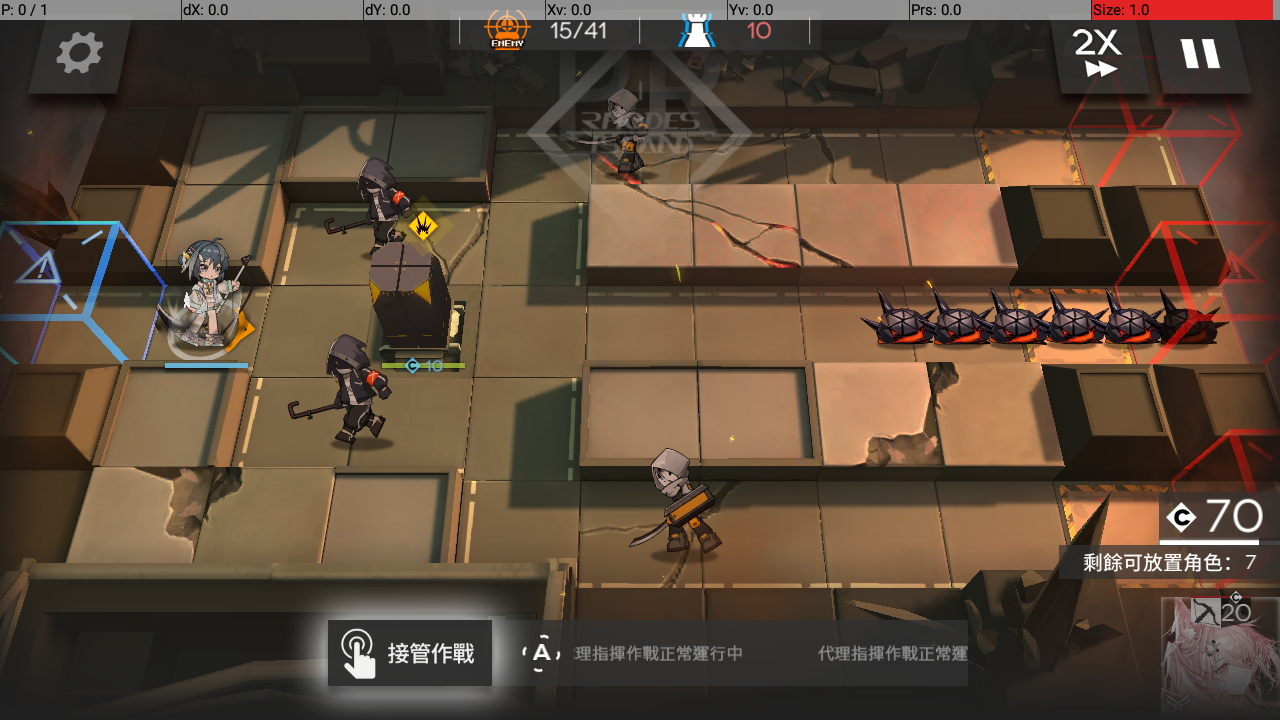 P: 0 / 1
dX: 0.0
dY: 0.0
Xv: 0.0
Yv: 0.0
Prs: 0.0
Size: 1.0
ENEMY
15/41
10
2X
RHODES
ISLAND
C 10
C 70
剩餘可放置角色：7
C
20
接管作戰
A
理指揮作戰正常運行中
代理指揮作戰正常運